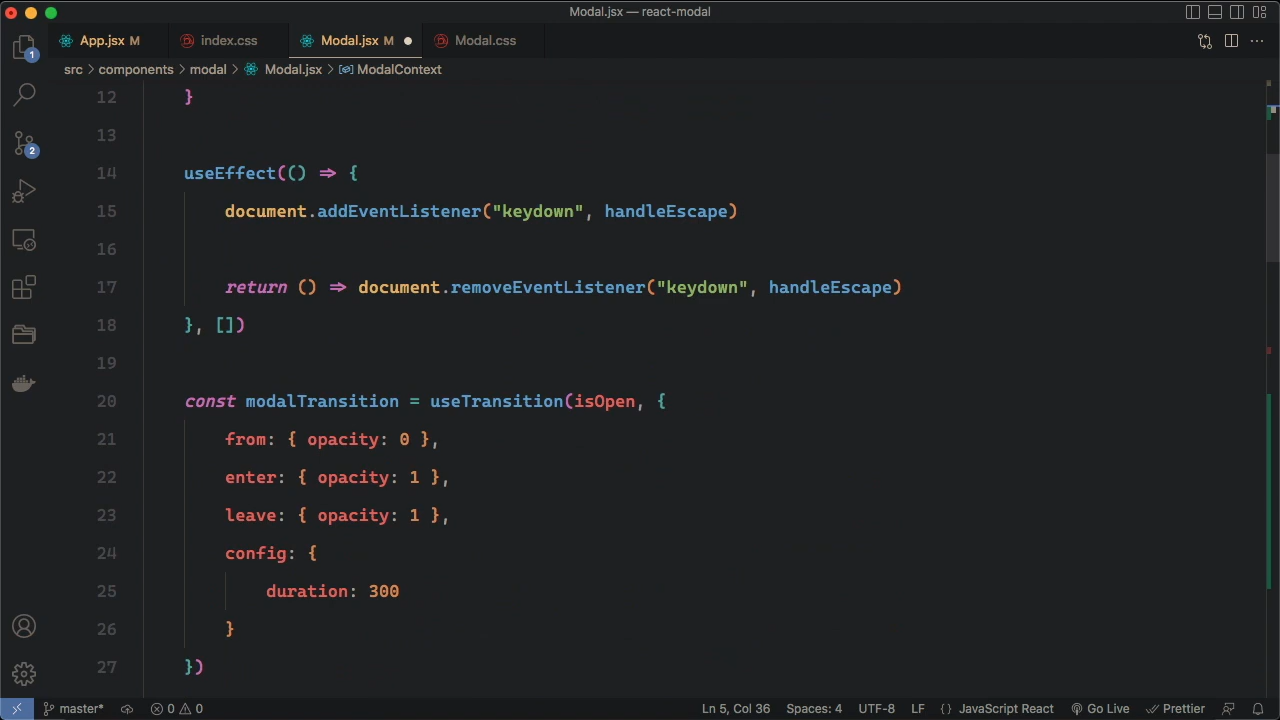 Modal.jsx — react-modal
App.jsx M
index.css
Modal.jsx M
Modal.css
src > components > modal > Modal.jsx > ModalContext
12 }
13
14 useEffect(() => {
15 document.addEventListener("keydown", handleEscape)
16
17 return () => document.removeEventListener("keydown", handleEscape)
18 }, [])
19
20 const modalTransition = useTransition(isOpen, {
21 from: { opacity: 0 },
22 enter: { opacity: 1 },
23 leave: { opacity: 1 },
24 config: {
25 duration: 300
26 }
27 })
1
2
master* 0 0 Ln 5, Col 36 Spaces: 4 UTF-8 LF {} JavaScript React Go Live Prettier